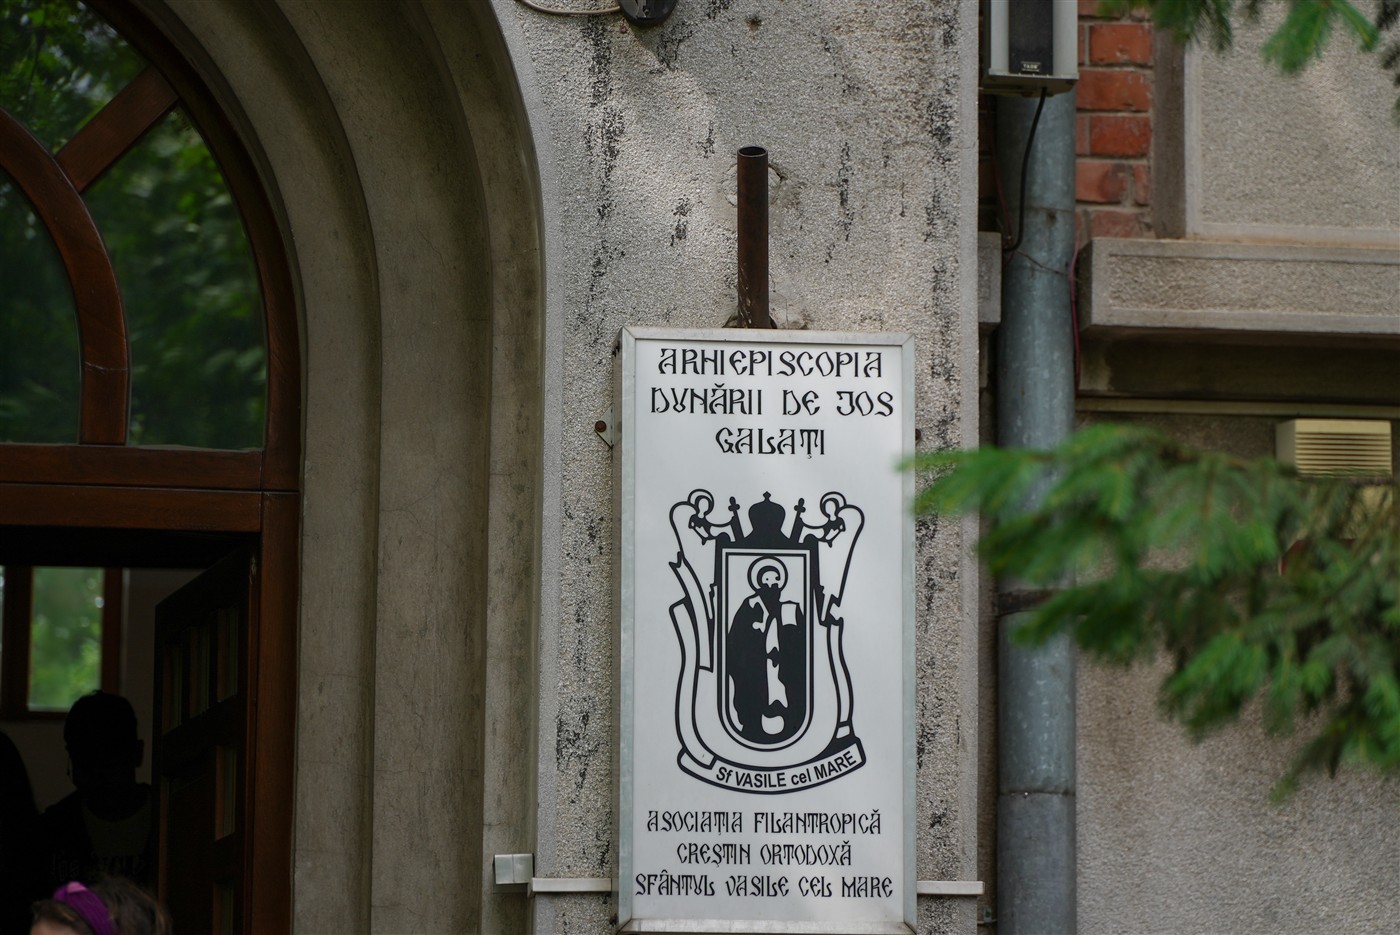 ARHIEPISCOPIA
DUNĂRII DE JOS
GALAȚI
Sf VASILE cel MARE
ASOCIAȚIA FILANTROPICĂ
CREȘTIN ORTODOXĂ
SFÂNTUL VASILE CEL MARE